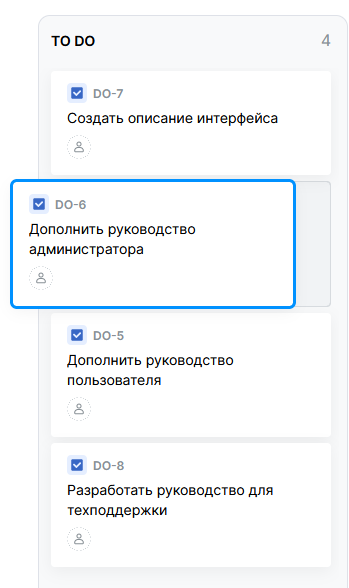 TO DO 4
DO-7
Создать описание интерфейса
DO-6
Дополнить руководство
администратора
DO-5
Дополнить руководство
пользователя
DO-8
Разработать руководство для
техподдержки